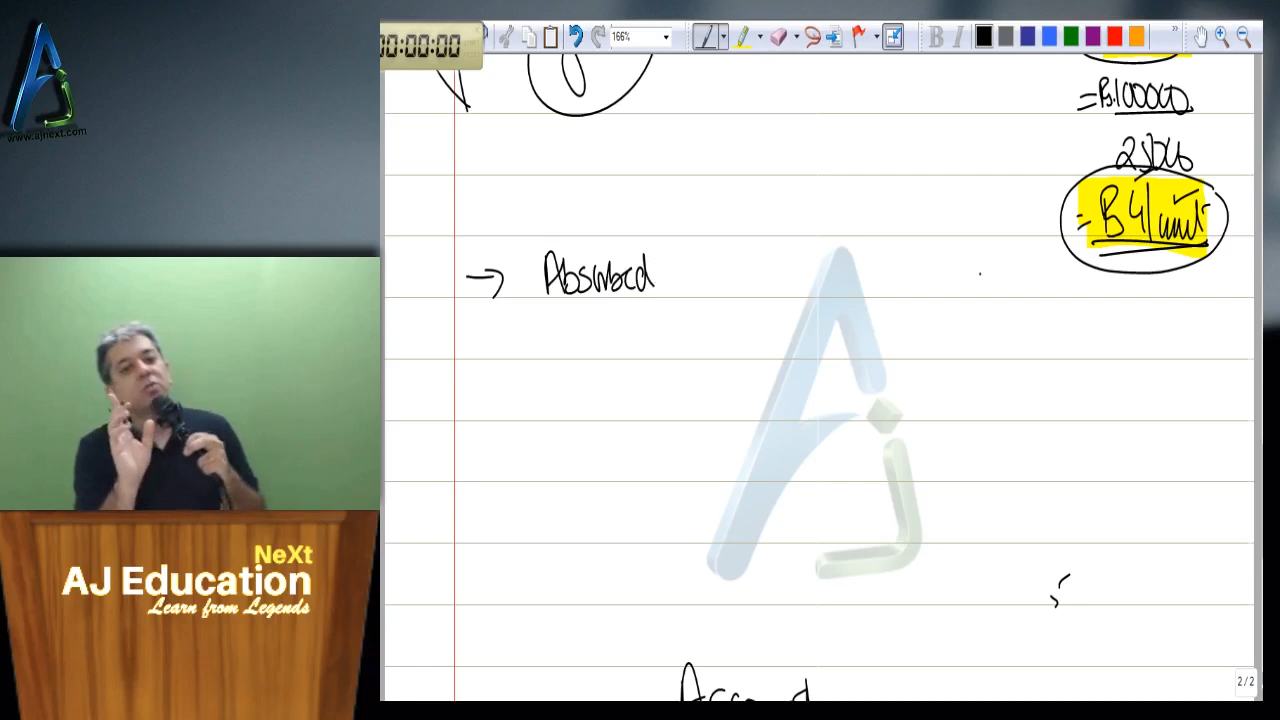 www.ajnext.com
00:00:00
166%
B I
= Rs.100000
25000
= Rs 4/unit
→ Absorbed
NeXt
AJ Education
Learn from Legends
2/2